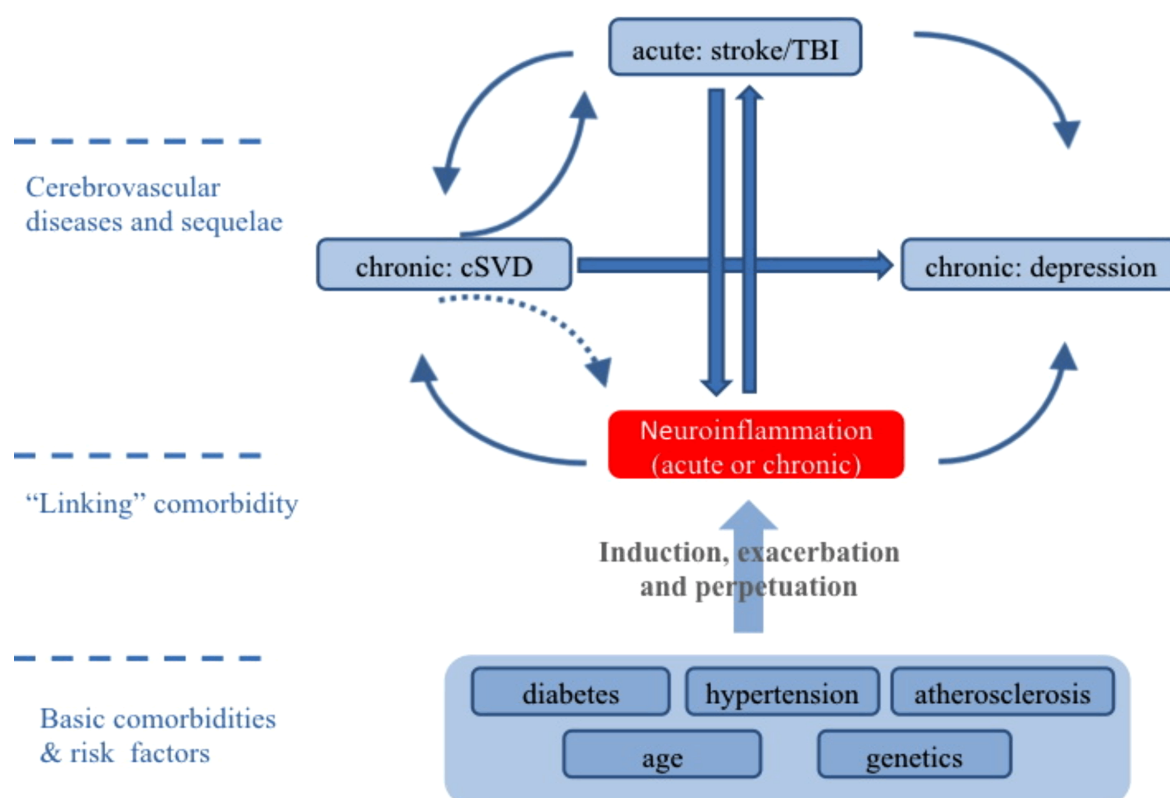 acute: stroke/TBI
Cerebrovascular
diseases and sequelae
chronic: cSVD
chronic: depression
Neuroinflammation
(acute or chronic)
“Linking” comorbidity
Induction, exacerbation
and perpetuation
Basic comorbidities
& risk factors
diabetes
hypertension
atherosclerosis
age
genetics